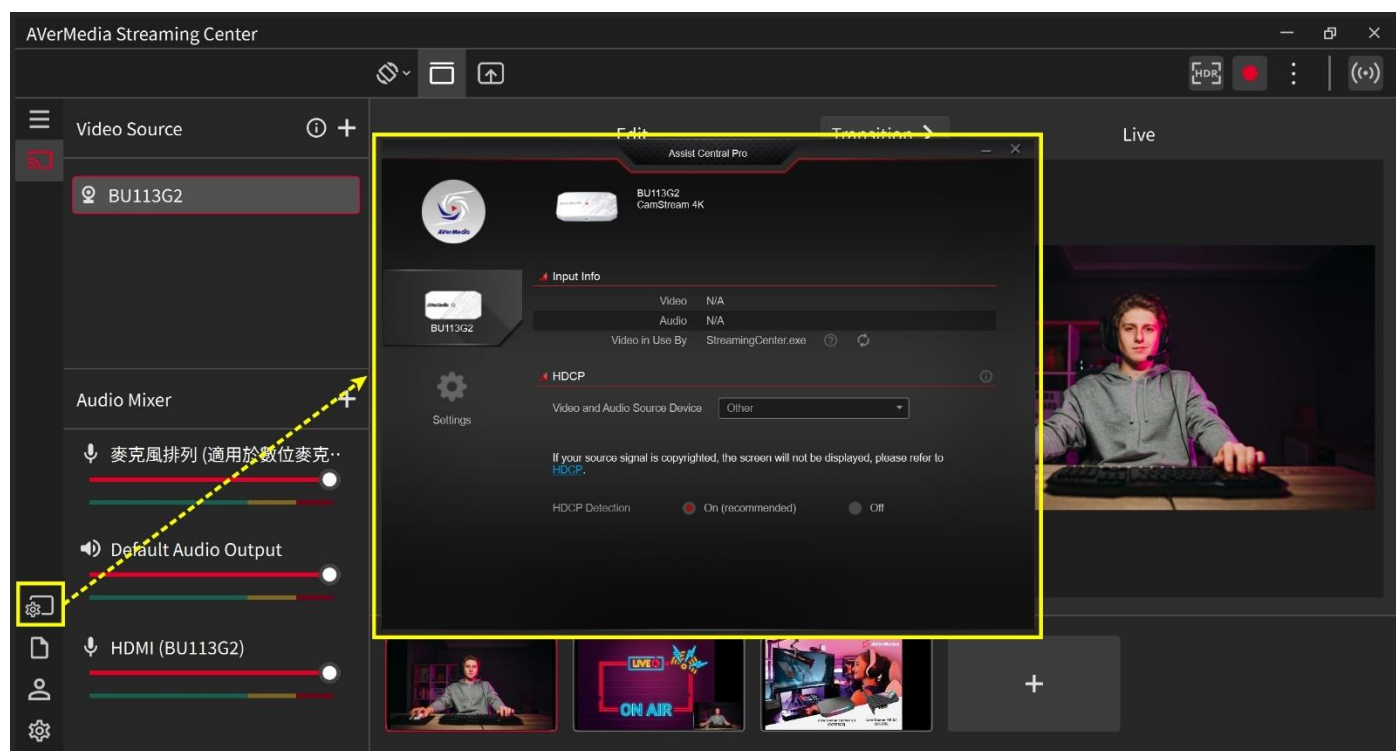 AVerMedia Streaming Center
HDR
Video Source
BU113G2
Edit
Transition
Live
Assist Central Pro
AVerMedia
BU113G2
CamStream 4K
BU113G2
Settings
Input Info
Video N/A
Audio N/A
Video in Use By StreamingCenter.exe
HDCP
Video and Audio Source Device Other
If your source signal is copyrighted, the screen will not be displayed, please refer to
HDCP.
HDCP Detection On (recommended) Off
Audio Mixer
麥克風排列 (適用於數位麥克··
Default Audio Output
HDMI (BU113G2)
LIVE
ON AIR